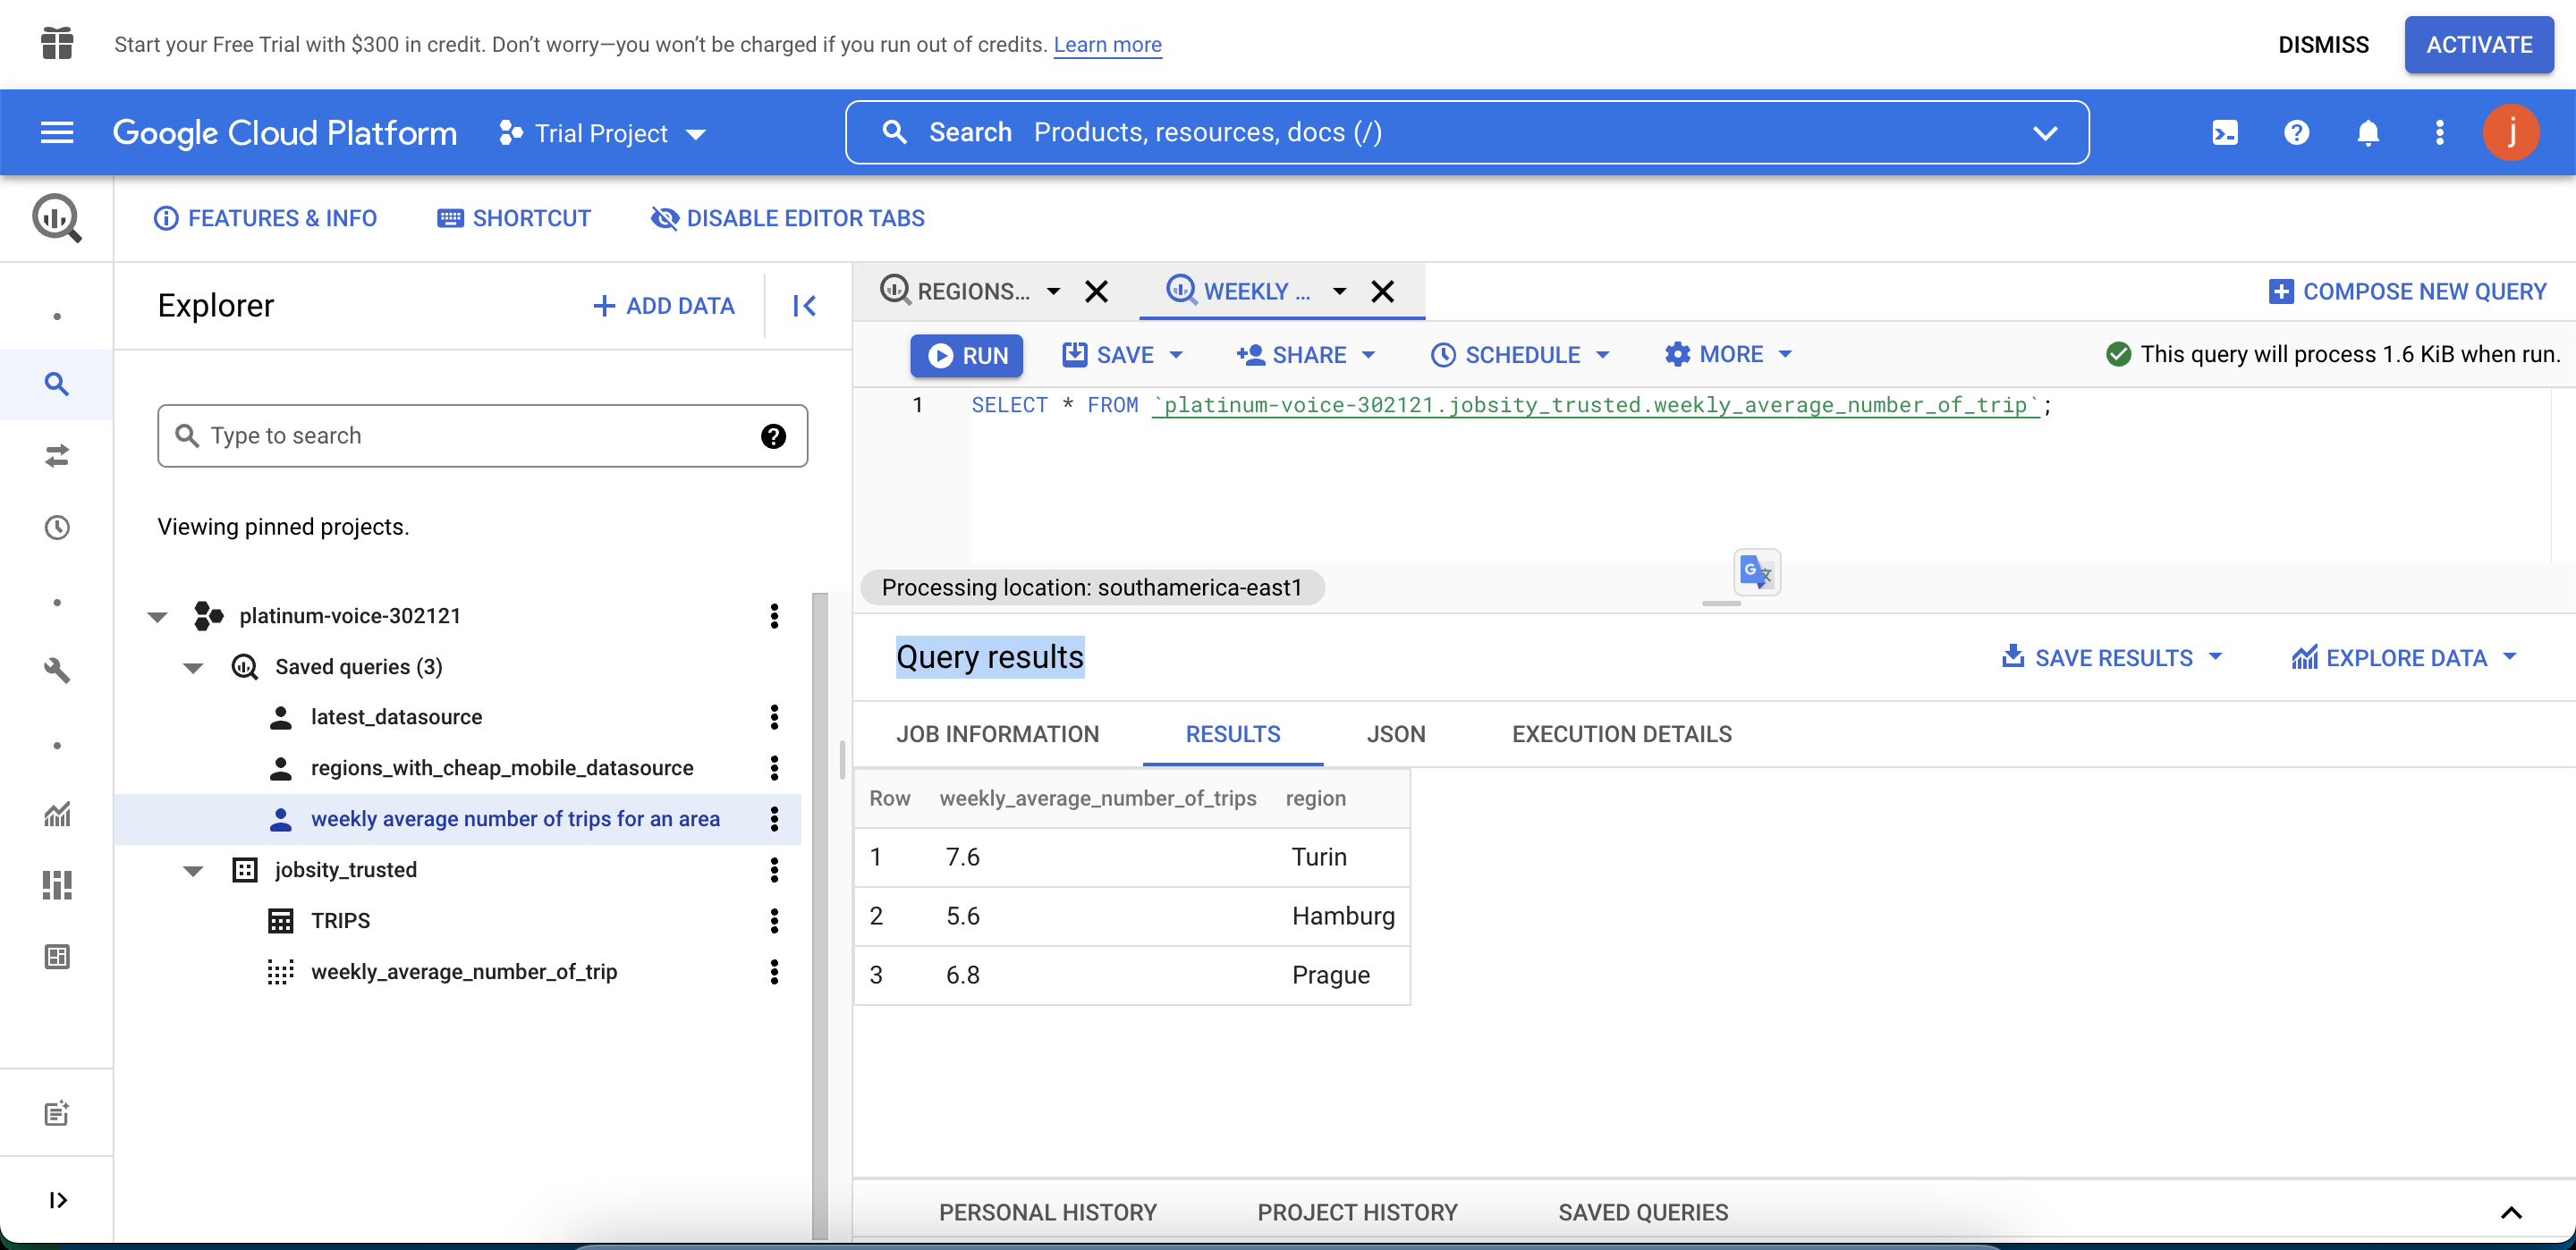 Start your Free Trial with $300 in credit. Don’t worry—you won’t be charged if you run out of credits. Learn more
DISMISS
ACTIVATE
Google Cloud Platform
Trial Project
Search Products, resources, docs (/)
j
FEATURES & INFO
SHORTCUT
DISABLE EDITOR TABS
Explorer
ADD DATA
Type to search
Viewing pinned projects.
platinum-voice-302121
Saved queries (3)
latest_datasource
regions_with_cheap_mobile_datasource
weekly average number of trips for an area
jobsity_trusted
TRIPS
weekly_average_number_of_trip
REGIONS...
WEEKLY ...
COMPOSE NEW QUERY
RUN
SAVE
SHARE
SCHEDULE
MORE
This query will process 1.6 KiB when run.
1 SELECT * FROM `platinum-voice-302121.jobsity_trusted.weekly_average_number_of_trip`;
Processing location: southamerica-east1
Query results
SAVE RESULTS
EXPLORE DATA
JOB INFORMATION
RESULTS
JSON
EXECUTION DETAILS
Row weekly_average_number_of_trips region
1 7.6 Turin
2 5.6 Hamburg
3 6.8 Prague
PERSONAL HISTORY
PROJECT HISTORY
SAVED QUERIES